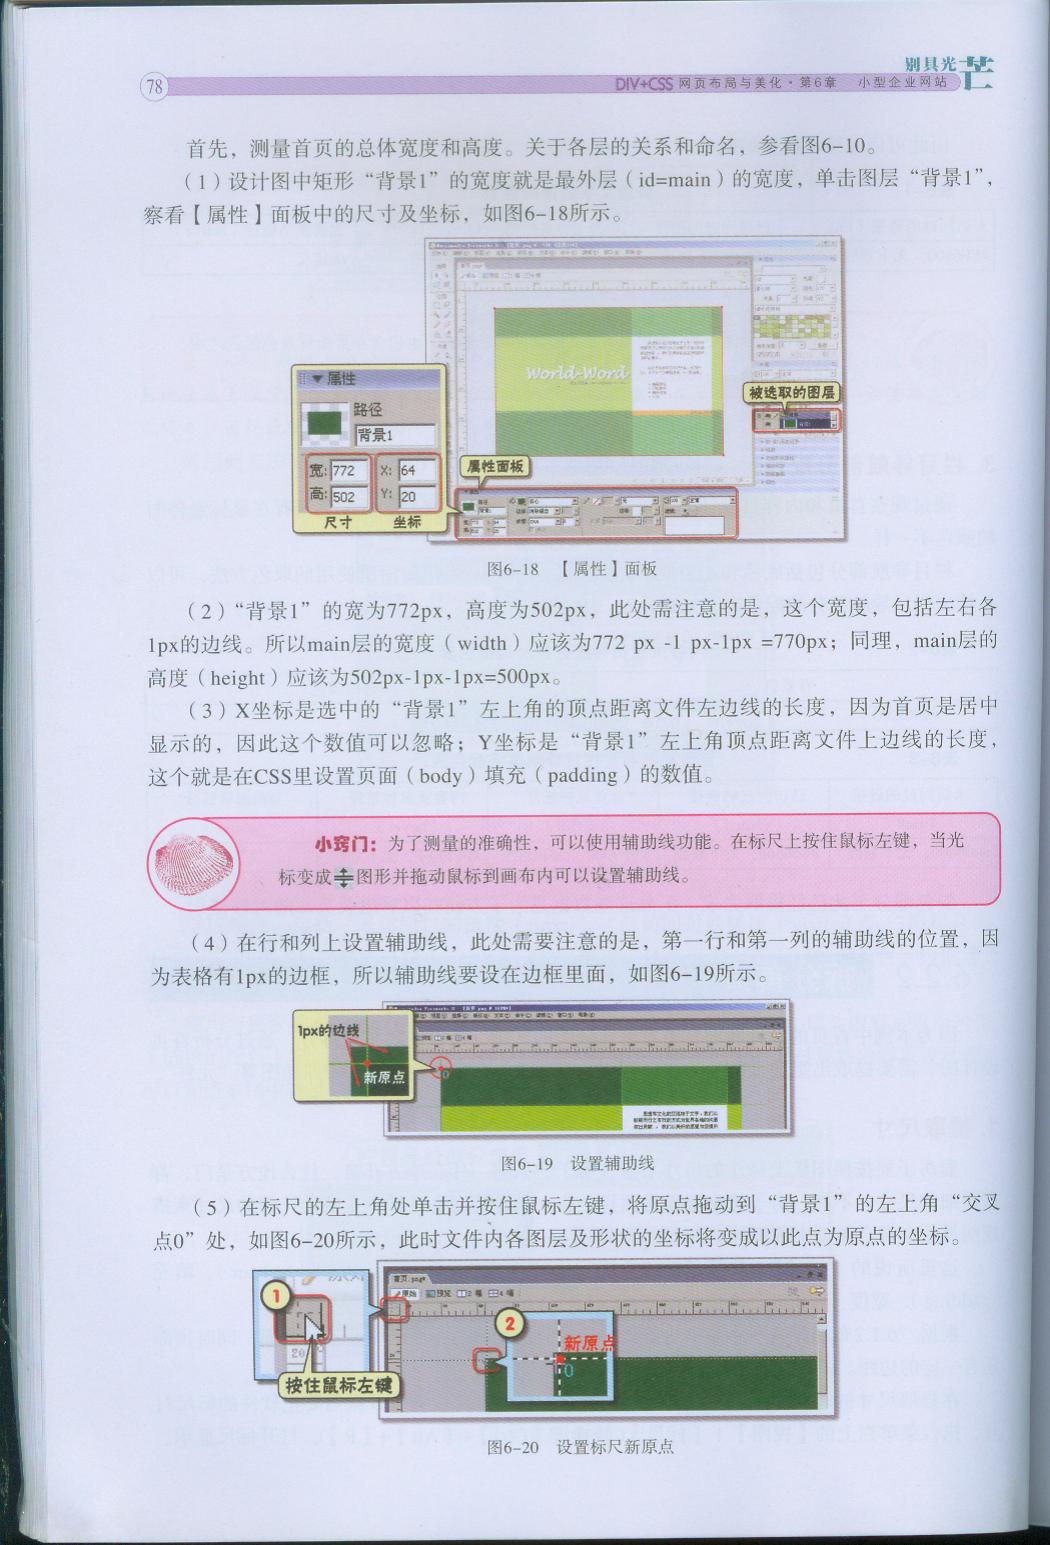 别具光芒
78
DIV+CSS 网页布局与美化·第6章 小型企业网站
首先，测量首页的总体宽度和高度。关于各层的关系和命名，参看图6-10。
（1）设计图中矩形“背景1”的宽度就是最外层（id=main）的宽度，单击图层“背景1”，
察看【属性】面板中的尺寸及坐标，如图6-18所示。
World-Word
属性
路径
背景1
宽: 772 X: 64
高: 502 Y: 20
尺寸 坐标
属性面板
被选取的图层
图6-18 【属性】面板
（2）“背景1”的宽为772px，高度为502px，此处需注意的是，这个宽度，包括左右各
1px的边线。所以main层的宽度（width）应该为772 px -1 px-1px =770px；同理，main层的
高度（height）应该为502px-1px-1px=500px。
（3）X坐标是选中的“背景1”左上角的顶点距离文件左边线的长度，因为首页是居中
显示的，因此这个数值可以忽略；Y坐标是“背景1”左上角顶点距离文件上边线的长度，
这个就是在CSS里设置页面（body）填充（padding）的数值。
小窍门：为了测量的准确性，可以使用辅助线功能。在标尺上按住鼠标左键，当光
标变成图形并拖动鼠标到画布内可以设置辅助线。
（4）在行和列上设置辅助线，此处需要注意的是，第一行和第一列的辅助线的位置，因
为表格有1px的边框，所以辅助线要设在边框里面，如图6-19所示。
1px的边线
新原点
图6-19 设置辅助线
（5）在标尺的左上角处单击并按住鼠标左键，将原点拖动到“背景1”的左上角“交叉
点0”处，如图6-20所示，此时文件内各图层及形状的坐标将变成以此点为原点的坐标。
首页.png*
原始 预览 2 幅 4 幅
1
20
按住鼠标左键
2
新原点
0
图6-20 设置标尺新原点